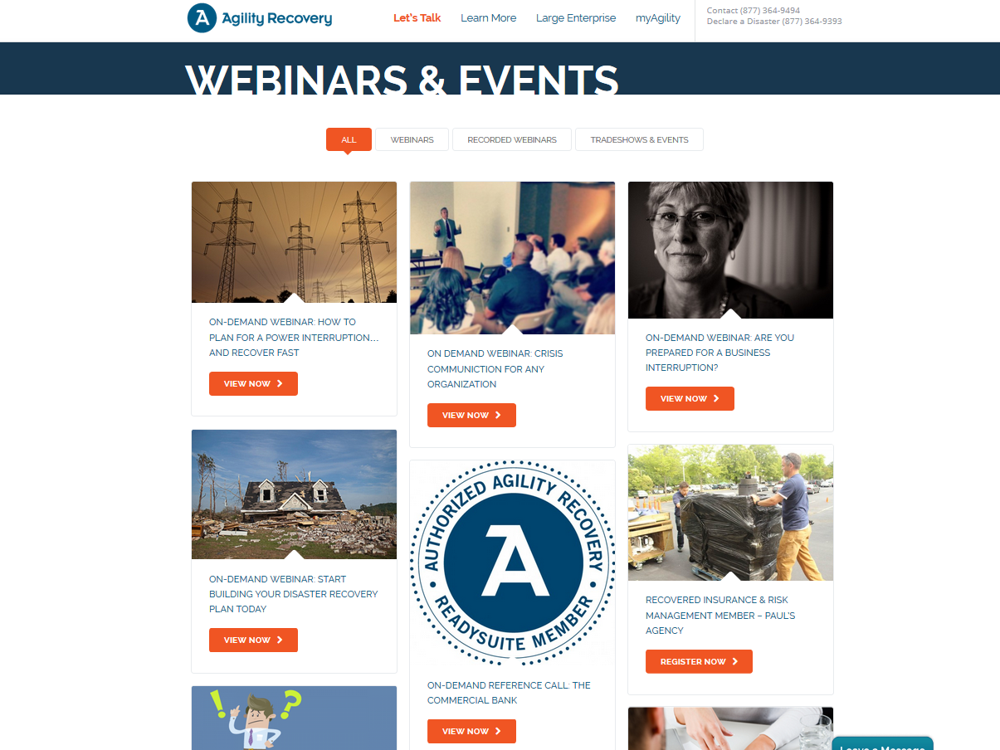 Agility Recovery
Let's Talk
Learn More
Large Enterprise
myAgility
Contact (877) 364-9494
Declare a Disaster (877) 364-9393
WEBINARS & EVENTS
ALL
WEBINARS
RECORDED WEBINARS
TRADESHOWS & EVENTS
ON-DEMAND WEBINAR: HOW TO
PLAN FOR A POWER INTERRUPTION…
AND RECOVER FAST
VIEW NOW
ON DEMAND WEBINAR: CRISIS
COMMUNICTION FOR ANY
ORGANIZATION
VIEW NOW
ON-DEMAND WEBINAR: ARE YOU
PREPARED FOR A BUSINESS
INTERRUPTION?
VIEW NOW
ON-DEMAND WEBINAR: START
BUILDING YOUR DISASTER RECOVERY
PLAN TODAY
VIEW NOW
AUTHORIZED AGILITY RECOVERY
A
• READYSUITE MEMBER •
ON-DEMAND REFERENCE CALL: THE
COMMERCIAL BANK
VIEW NOW
RECOVERED INSURANCE & RISK
MANAGEMENT MEMBER – PAUL'S
AGENCY
REGISTER NOW
! ?
Leave a Message